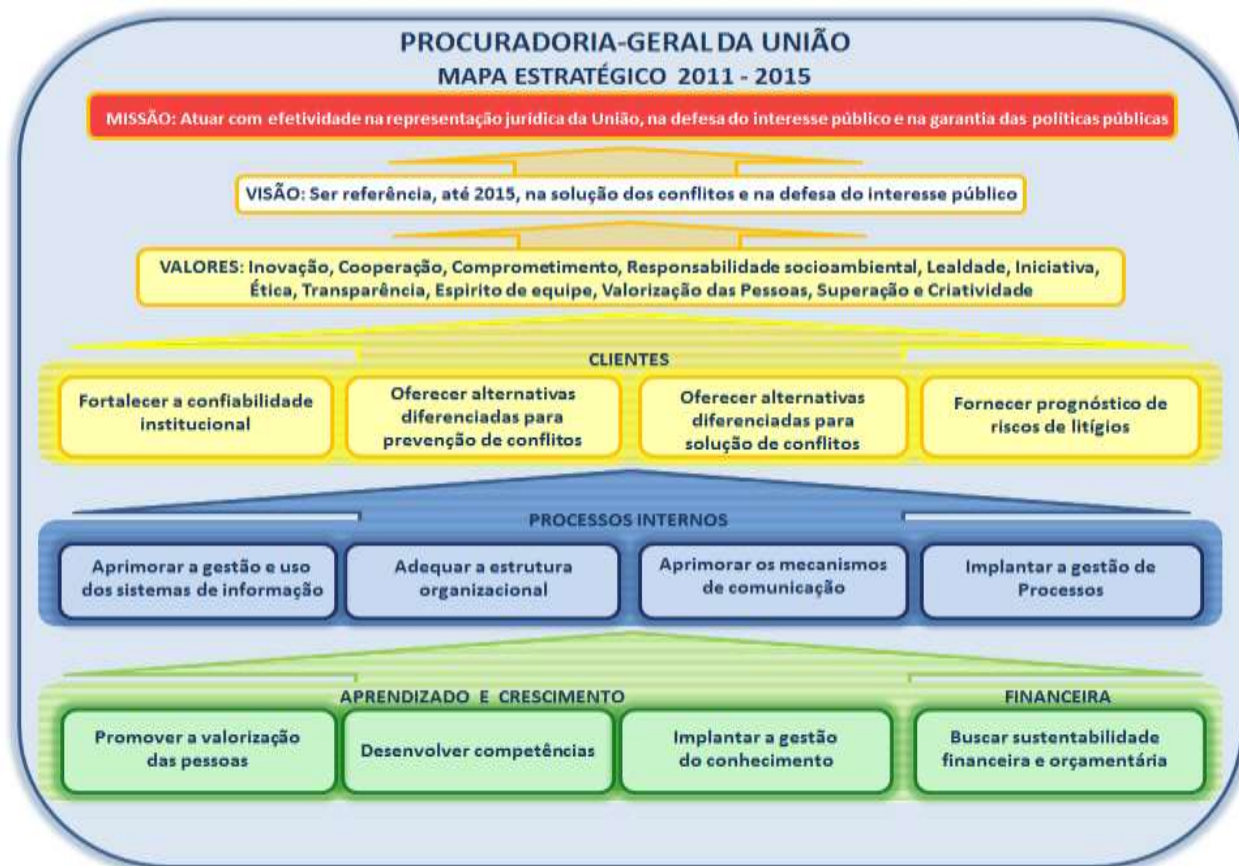 PROCURADORIA-GERAL DA UNIÃO
MAPA ESTRATÉGICO 2011 - 2015
MISSÃO: Atuar com efetividade na representação jurídica da União, na defesa do interesse público e na garantia das políticas públicas
VISÃO: Ser referência, até 2015, na solução dos conflitos e na defesa do interesse público
VALORES: Inovação, Cooperação, Comprometimento, Responsabilidade socioambiental, Lealdade, Iniciativa,
Ética, Transparência, Espirito de equipe, Valorização das Pessoas, Superação e Criatividade
CLIENTES
Fortalecer a confiabilidade
institucional
Oferecer alternativas
diferenciadas para
prevenção de conflitos
Oferecer alternativas
diferenciadas para
solução de conflitos
Fornecer prognóstico de
riscos de litígios
PROCESSOS INTERNOS
Aprimorar a gestão e uso
dos sistemas de informação
Adequar a estrutura
organizacional
Aprimorar os mecanismos
de comunicação
Implantar a gestão de
Processos
APRENDIZADO E CRESCIMENTO
Promover a valorização
das pessoas
Desenvolver competências
Implantar a gestão
do conhecimento
FINANCEIRA
Buscar sustentabilidade
financeira e orçamentária